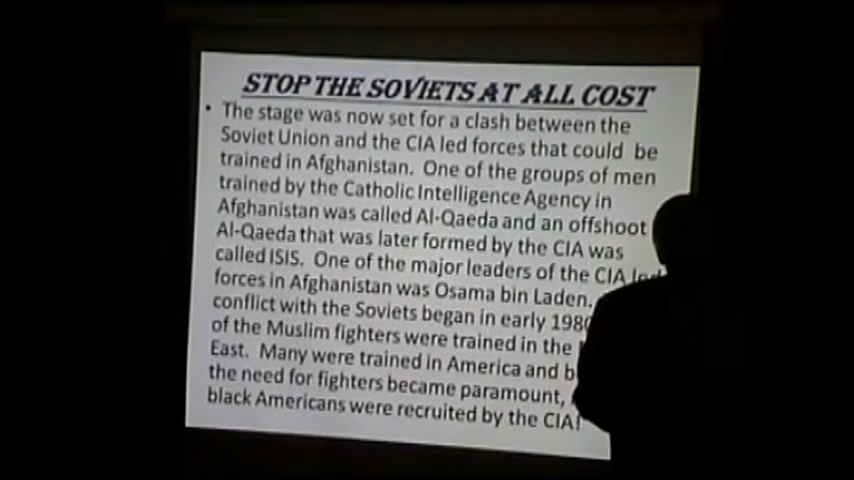 STOP THE SOVIETS AT ALL COST
• The stage was now set for a clash between the
Soviet Union and the CIA led forces that could be
trained in Afghanistan. One of the groups of men
trained by the Catholic Intelligence Agency in
Afghanistan was called Al-Qaeda and an offshoot
Al-Qaeda that was later formed by the CIA was
called ISIS. One of the major leaders of the CIA led
forces in Afghanistan was Osama bin Laden.
conflict with the Soviets began in early 198
of the Muslim fighters were trained in the
East. Many were trained in America and
the need for fighters became paramount,
black Americans were recruited by the CIA!